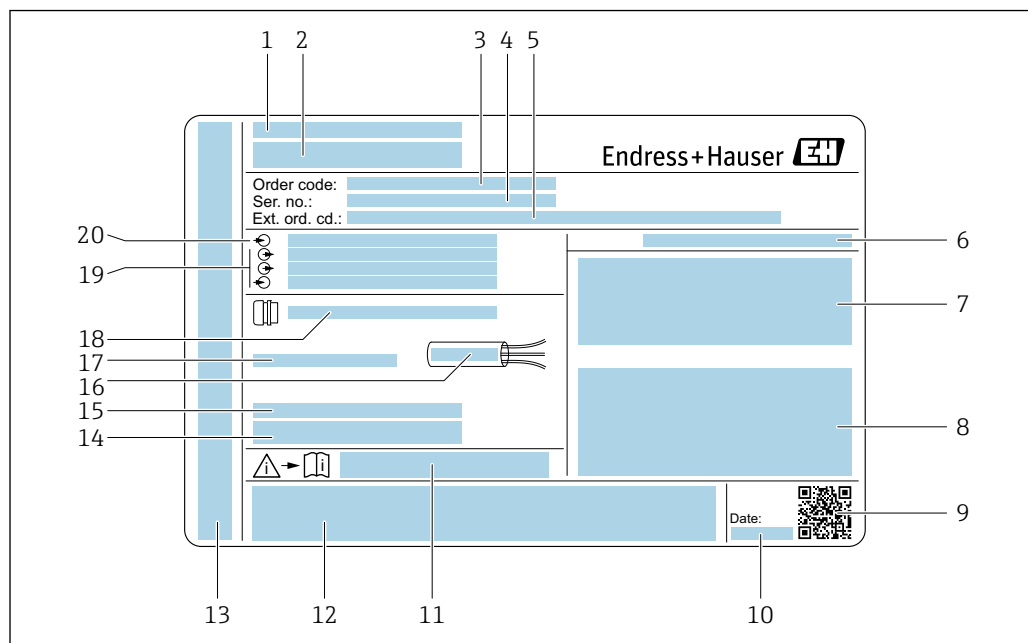 1 2 3 4 5
Endress+Hauser EH
Order code:
Ser. no.:
Ext. ord. cd.:
20
6
19
7
18
17
16
15
14
8
i i
Date:
9
13 12 11 10